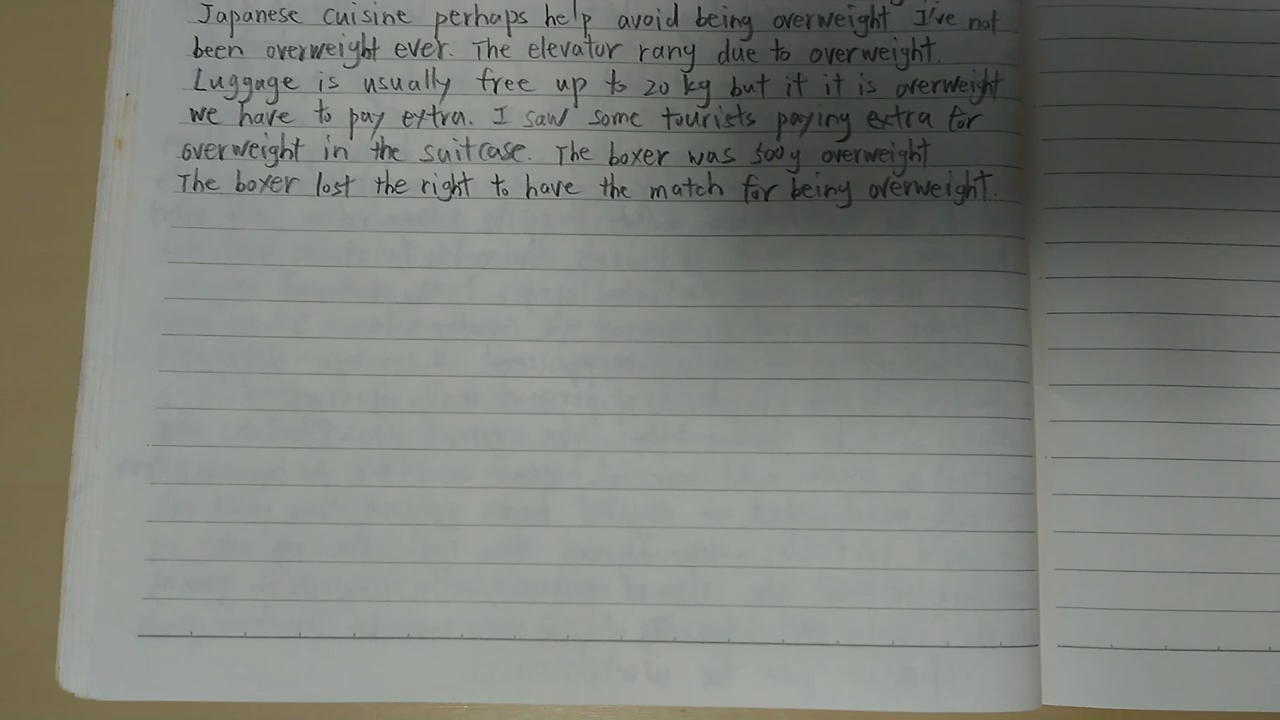 Japanese cuisine perhaps help avoid being overweight I've not
been overweight ever. The elevator rang due to overweight.
Luggage is usually free up to 20 kg but it it is overweight
we have to pay extra. I saw some tourists paying extra for
overweight in the suitcase. The boxer was 500g overweight
The boxer lost the right to have the match for being overweight.